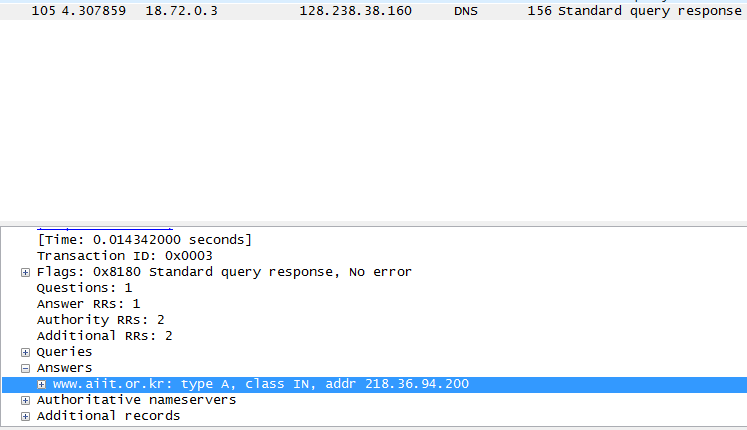 105 4.307859 18.72.0.3 128.238.38.160 DNS 156 Standard query response
[Time: 0.014342000 seconds]
Transaction ID: 0x0003
Flags: 0x8180 Standard query response, No error
Questions: 1
Answer RRs: 1
Authority RRs: 2
Additional RRs: 2
Queries
Answers
www.aiit.or.kr: type A, class IN, addr 218.36.94.200
Authoritative nameservers
Additional records